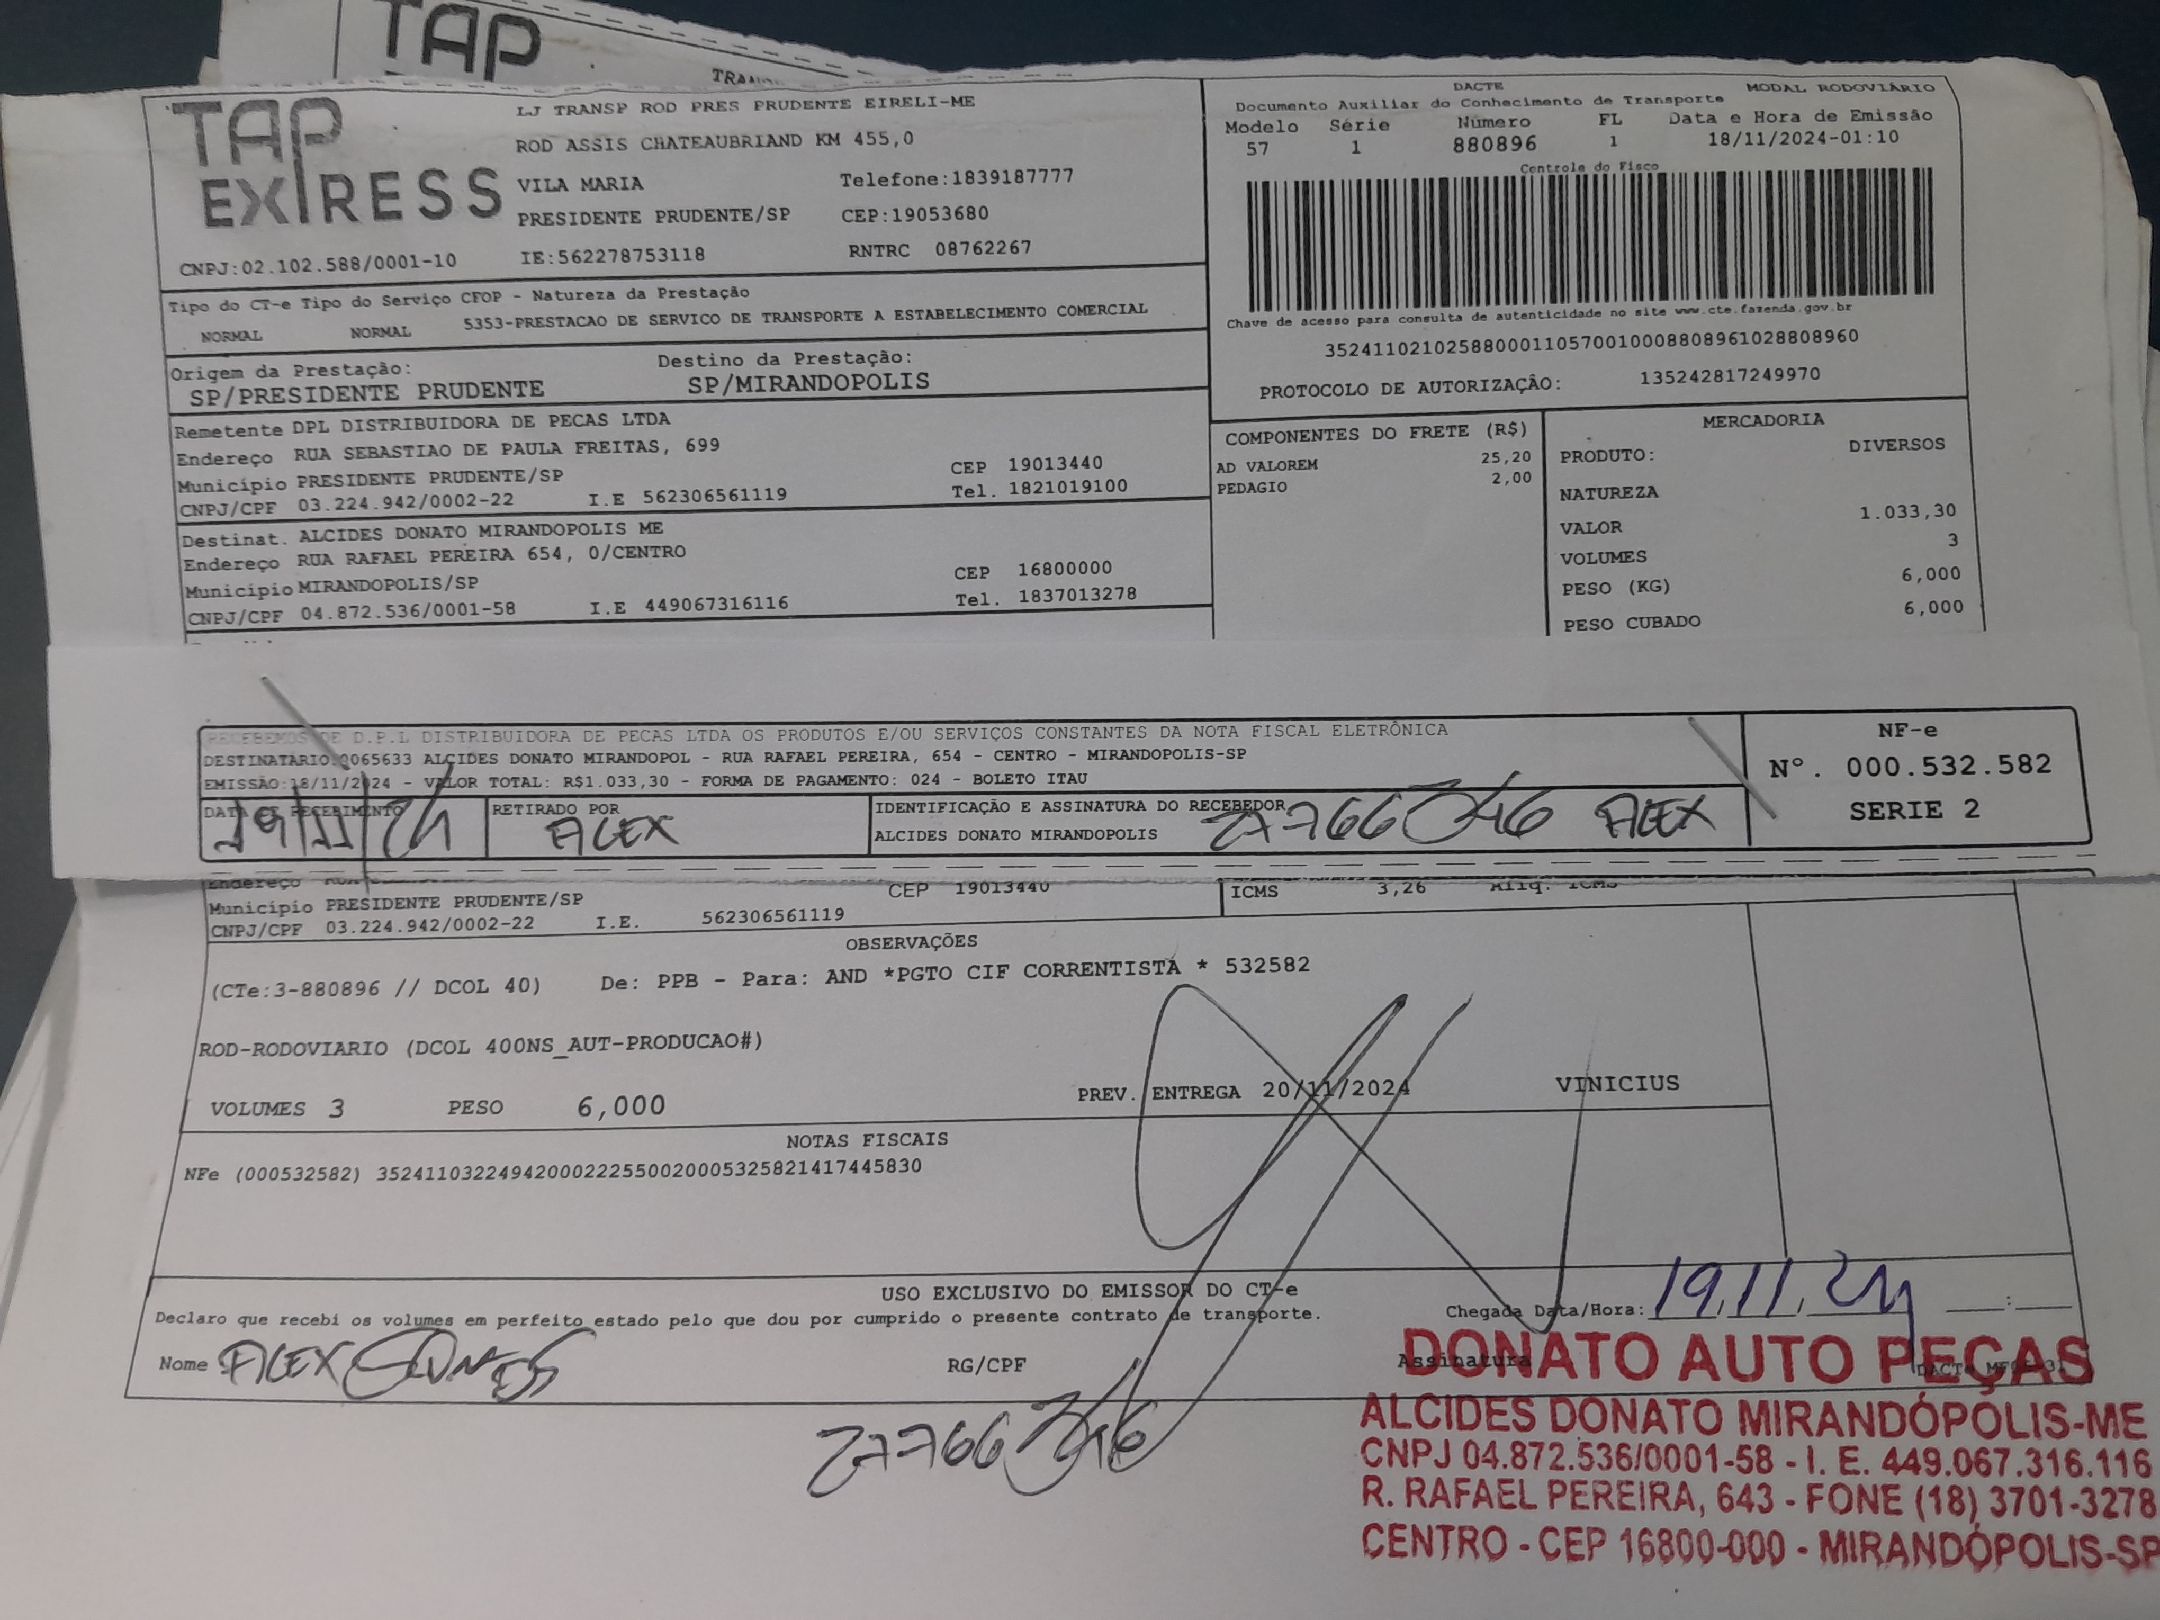 TAP
TAP EXPRESS
LJ TRANSP ROD PRES PRUDENTE EIRELI-ME
ROD ASSIS CHATEAUBRIAND KM 455,0
VILA MARIA Telefone:1839187777
PRESIDENTE PRUDENTE/SP CEP:19053680
CNPJ:02.102.588/0001-10 IE:562278753118 RNTRC 08762267
DACTE MODAL RODOVIÁRIO
Documento Auxiliar do Conhecimento de Transporte
Modelo Série Número FL Data e Hora de Emissão
57 1 880896 1 18/11/2024-01:10
Controle do Fisco
Chave de acesso para consulta de autenticidade no site www.cte.fazenda.gov.br
35241102102588000110570010008808961028808960
PROTOCOLO DE AUTORIZAÇÃO: 135242817249970
Tipo do CT-e Tipo do Serviço CFOP - Natureza da Prestação
NORMAL NORMAL 5353-PRESTACAO DE SERVICO DE TRANSPORTE A ESTABELECIMENTO COMERCIAL
Origem da Prestação: Destino da Prestação:
SP/PRESIDENTE PRUDENTE SP/MIRANDOPOLIS
Remetente DPL DISTRIBUIDORA DE PECAS LTDA
Endereço RUA SEBASTIAO DE PAULA FREITAS, 699
Município PRESIDENTE PRUDENTE/SP CEP 19013440
CNPJ/CPF 03.224.942/0002-22 I.E 562306561119 Tel. 1821019100
Destinat. ALCIDES DONATO MIRANDOPOLIS ME
Endereço RUA RAFAEL PEREIRA 654, 0/CENTRO
Município MIRANDOPOLIS/SP CEP 16800000
CNPJ/CPF 04.872.536/0001-58 I.E 449067316116 Tel. 1837013278
COMPONENTES DO FRETE (R$)
AD VALOREM 25,20
PEDAGIO 2,00
MERCADORIA
PRODUTO: DIVERSOS
NATUREZA
VALOR 1.033,30
VOLUMES 3
PESO (KG) 6,000
PESO CUBADO 6,000
RECEBEMOS DE D.P.L DISTRIBUIDORA DE PECAS LTDA OS PRODUTOS E/OU SERVIÇOS CONSTANTES DA NOTA FISCAL ELETRÔNICA
DESTINATARIO:0065633 ALCIDES DONATO MIRANDOPOL - RUA RAFAEL PEREIRA, 654 - CENTRO - MIRANDOPOLIS-SP
EMISSÃO:18/11/2024 - VALOR TOTAL: R$1.033,30 - FORMA DE PAGAMENTO: 024 - BOLETO ITAU
DATA DE RECEBIMENTO RETIRADO POR IDENTIFICAÇÃO E ASSINATURA DO RECEBEDOR
19/11/24 ALEX ALCIDES DONATO MIRANDOPOLIS 27766346 ALEX
NF-e
Nº. 000.532.582
SERIE 2
Endereço RUA CEP 19013440 ICMS 3,26 Aliq. ICMS
Município PRESIDENTE PRUDENTE/SP
CNPJ/CPF 03.224.942/0002-22 I.E. 562306561119
OBSERVAÇÕES
(CTe:3-880896 // DCOL 40) De: PPB - Para: AND *PGTO CIF CORRENTISTA * 532582
ROD-RODOVIARIO (DCOL 400NS_AUT-PRODUCAO#)
VOLUMES 3 PESO 6,000 PREV. ENTREGA 20/11/2024 VINICIUS
NOTAS FISCAIS
NFe (000532582) 35241103224942000222550020005325821417445830
USO EXCLUSIVO DO EMISSOR DO CT-e
Declaro que recebi os volumes em perfeito estado pelo que dou por cumprido o presente contrato de transporte. Chegada Data/Hora: 19.11.24 :
Nome ALEX RG/CPF 27766346 Assinatura
DONATO AUTO PEÇAS
ALCIDES DONATO MIRANDÓPOLIS-ME
CNPJ 04.872.536/0001-58 - I. E. 449.067.316.116
R. RAFAEL PEREIRA, 643 - FONE (18) 3701-3278
CENTRO - CEP 16800-000 - MIRANDÓPOLIS-SP